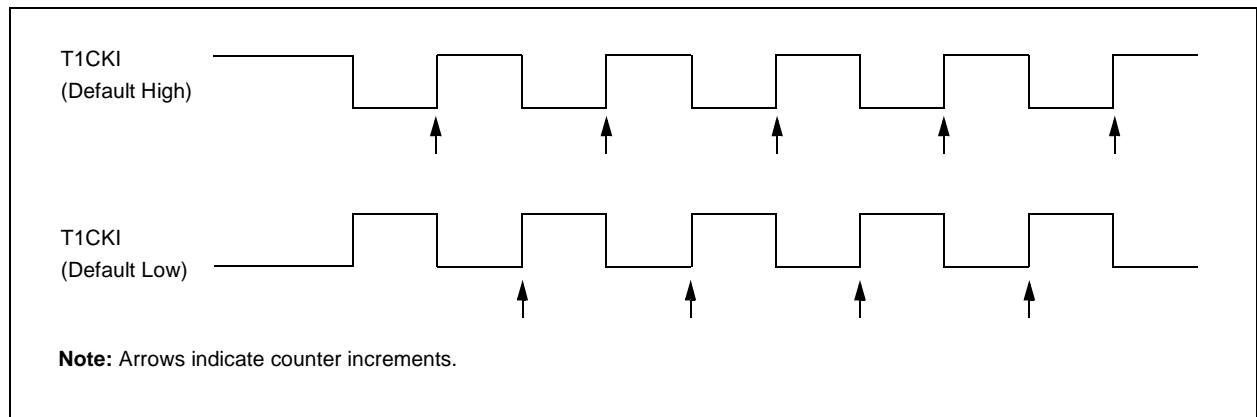 T1CKI
(Default High)
T1CKI
(Default Low)
Note: Arrows indicate counter increments.